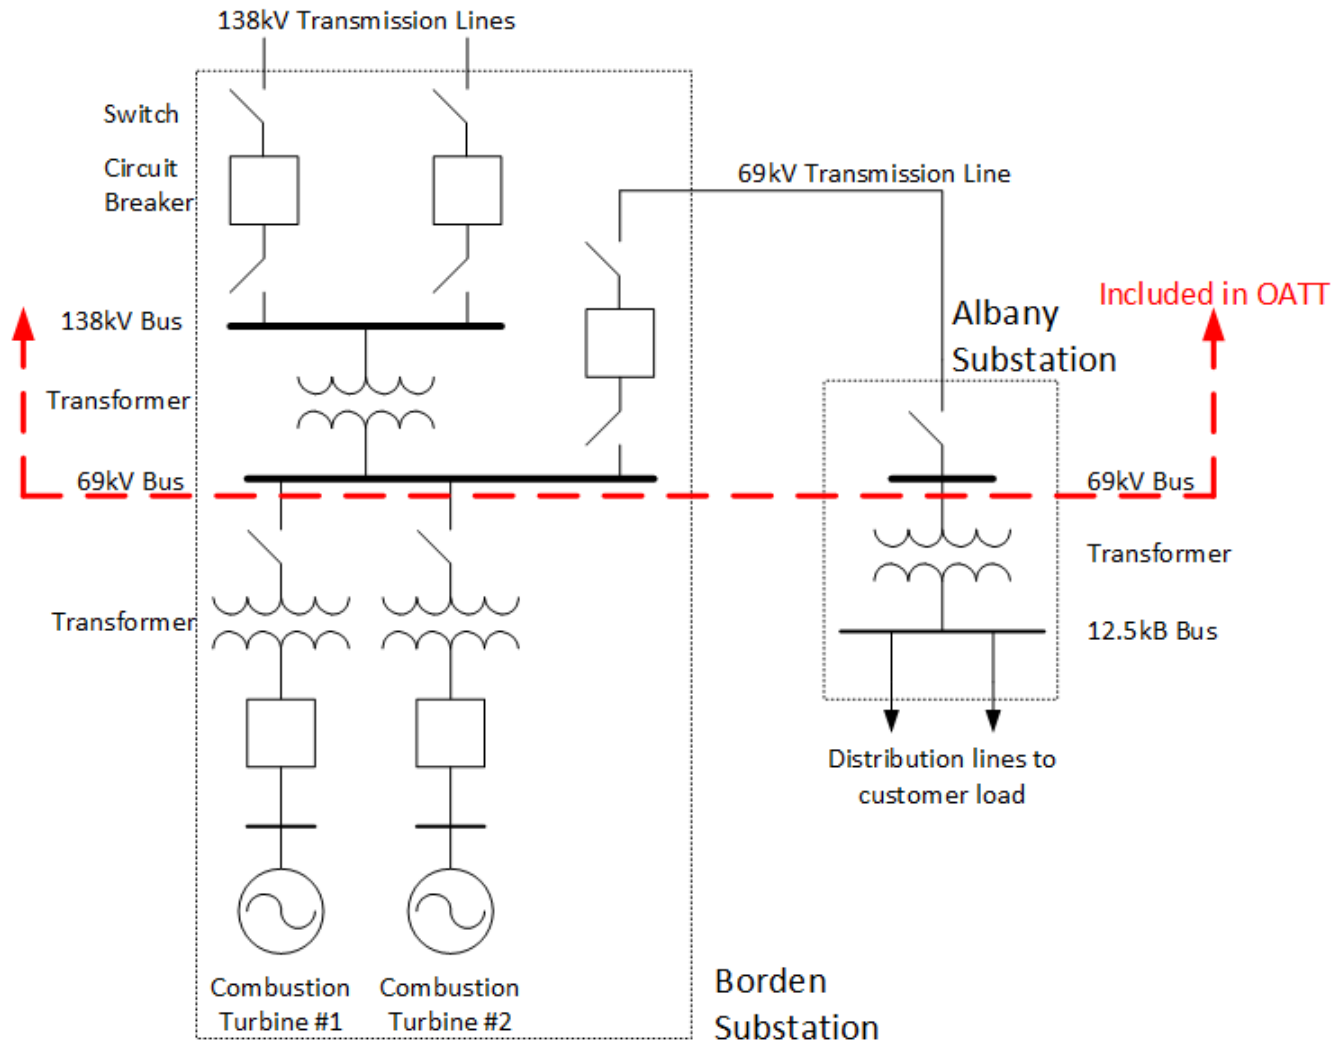 138kV Transmission Lines
Switch
Circuit
Breaker
69kV Transmission Line
Included in OATT
138kV Bus
Albany
Substation
Transformer
69kV Bus
69kV Bus
Transformer
Transformer
12.5kB Bus
Distribution lines to
customer load
Combustion
Turbine #1
Combustion
Turbine #2
Borden
Substation